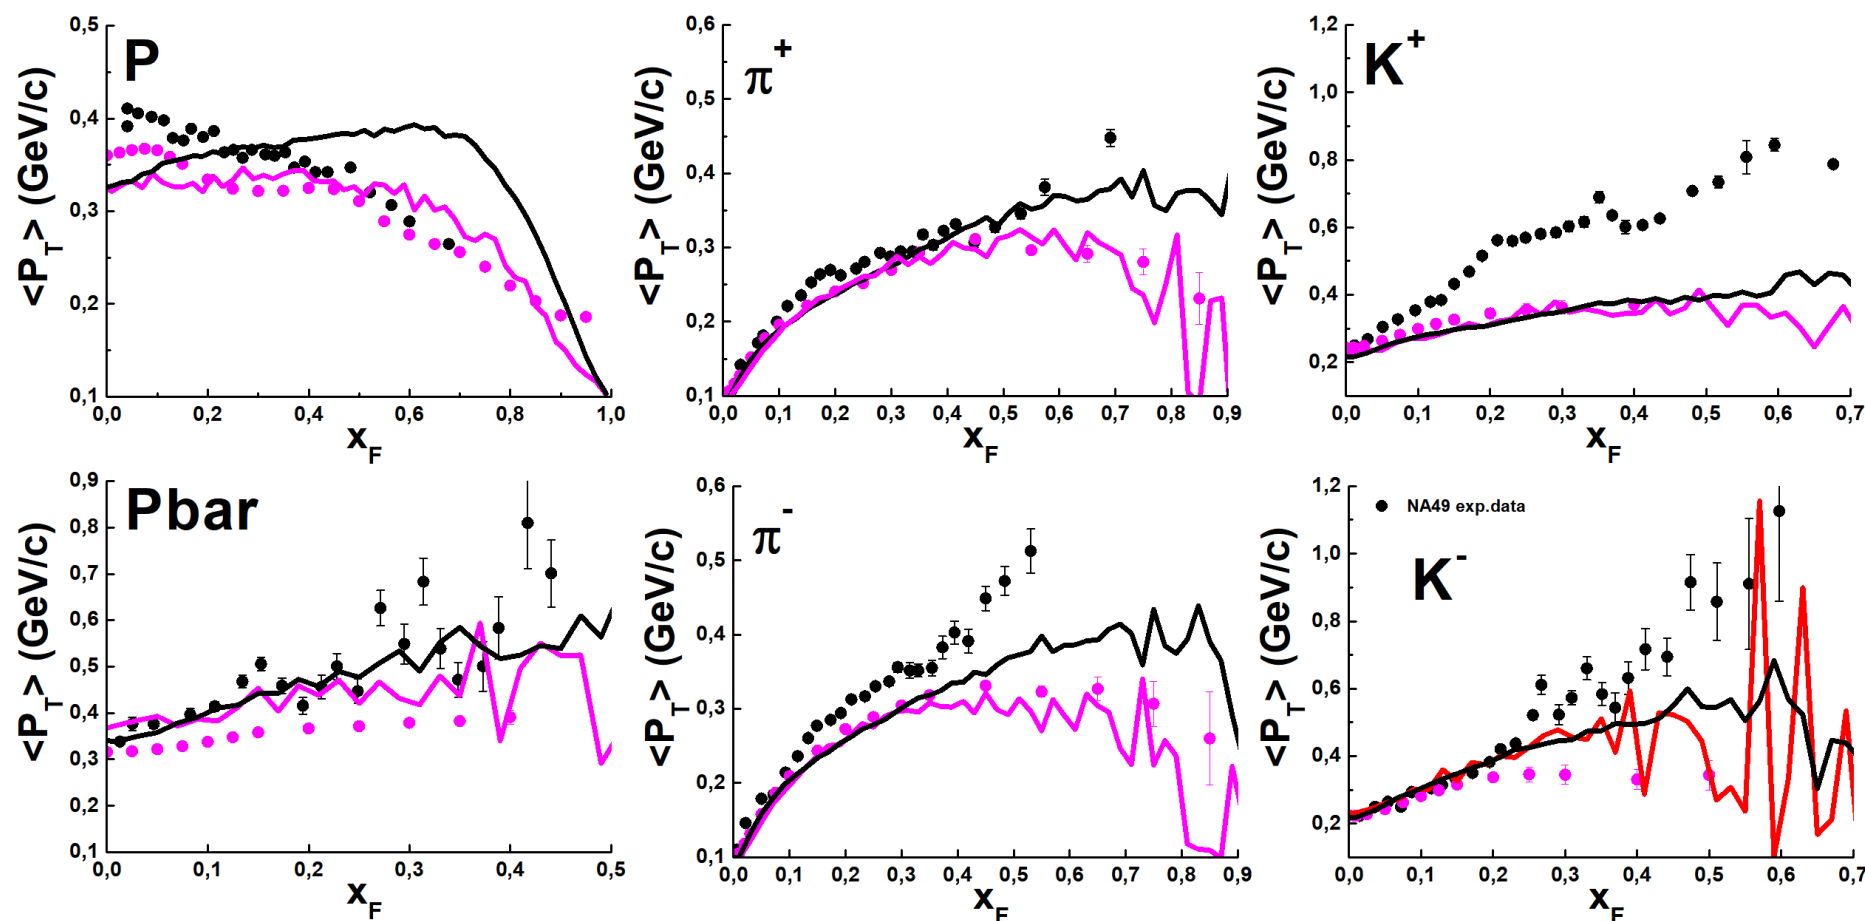 P
<P_T> (GeV/c)
0,5
0,4
0,3
0,2
0,1
0,0 0,2 0,4 0,6 0,8 1,0
x_F
π^+
<P_T> (GeV/c)
0,6
0,5
0,4
0,3
0,2
0,1
0,0 0,1 0,2 0,3 0,4 0,5 0,6 0,7 0,8 0,9
x_F
K^+
<P_T> (GeV/c)
1,2
1,0
0,8
0,6
0,4
0,2
0,0 0,1 0,2 0,3 0,4 0,5 0,6 0,7
x_F
Pbar
<P_T> (GeV/c)
0,9
0,8
0,7
0,6
0,5
0,4
0,3
0,2
0,1
0,0 0,1 0,2 0,3 0,4 0,5
x_F
π^-
<P_T> (GeV/c)
0,6
0,5
0,4
0,3
0,2
0,1
0,0 0,1 0,2 0,3 0,4 0,5 0,6 0,7 0,8 0,9
x_F
NA49 exp.data
K^-
<P_T> (GeV/c)
1,2
1,0
0,8
0,6
0,4
0,2
0,0 0,1 0,2 0,3 0,4 0,5 0,6 0,7
x_F